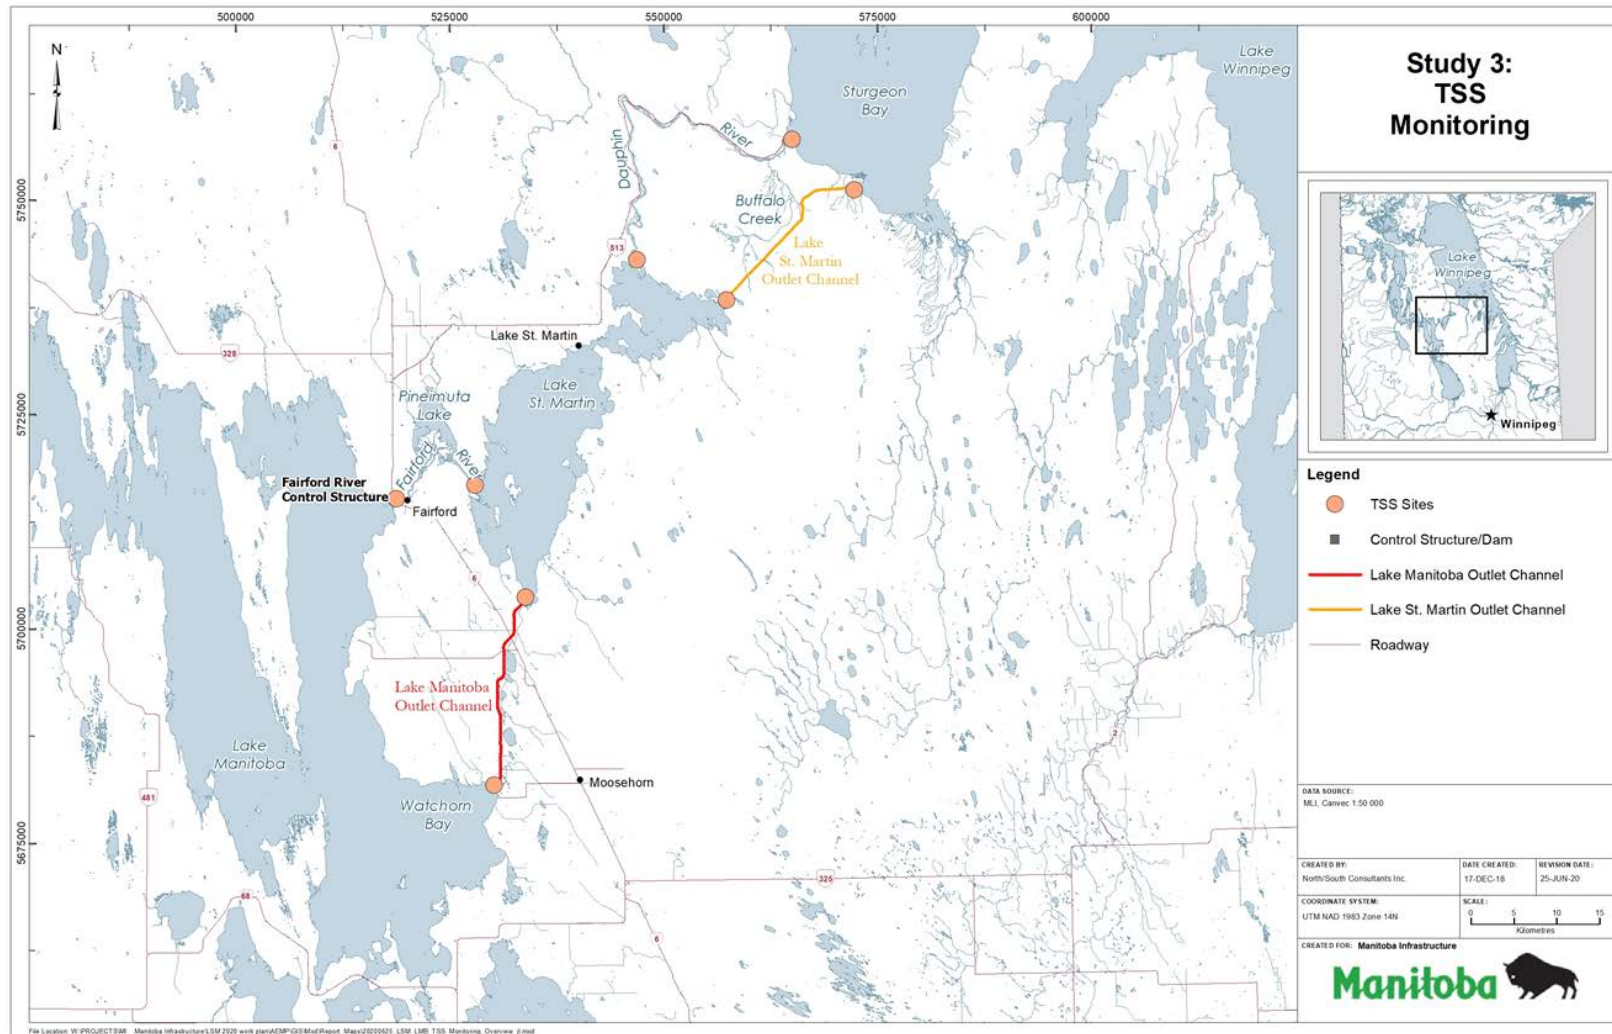 500000
525000
550000
575000
600000
5750000
5725000
5700000
5675000
N
Lake
Winnipeg
Sturgeon
Bay
River
Dauphin
Buffalo
Creek
Lake
St. Martin
Outlet Channel
6
513
328
Lake St. Martin
Lake
St. Martin
Pineimuta
Lake
Fairford
River
Fairford River
Control Structure
Fairford
6
Lake Manitoba
Outlet Channel
Lake
Manitoba
Moosehorn
Watchorn
Bay
481
68
325
6
2
Study 3:
TSS
Monitoring
Lake
Winnipeg
Winnipeg
Legend
TSS Sites
Control Structure/Dam
Lake Manitoba Outlet Channel
Lake St. Martin Outlet Channel
Roadway
DATA SOURCE:
MLI, Canvec 1:50 000
CREATED BY:
North/South Consultants Inc.
DATE CREATED:
17-DEC-18
REVISION DATE:
25-JUN-20
COORDINATE SYSTEM:
UTM NAD 1983 Zone 14N
SCALE:
0 5 10 15
Kilometres
CREATED FOR: Manitoba Infrastructure
Manitoba